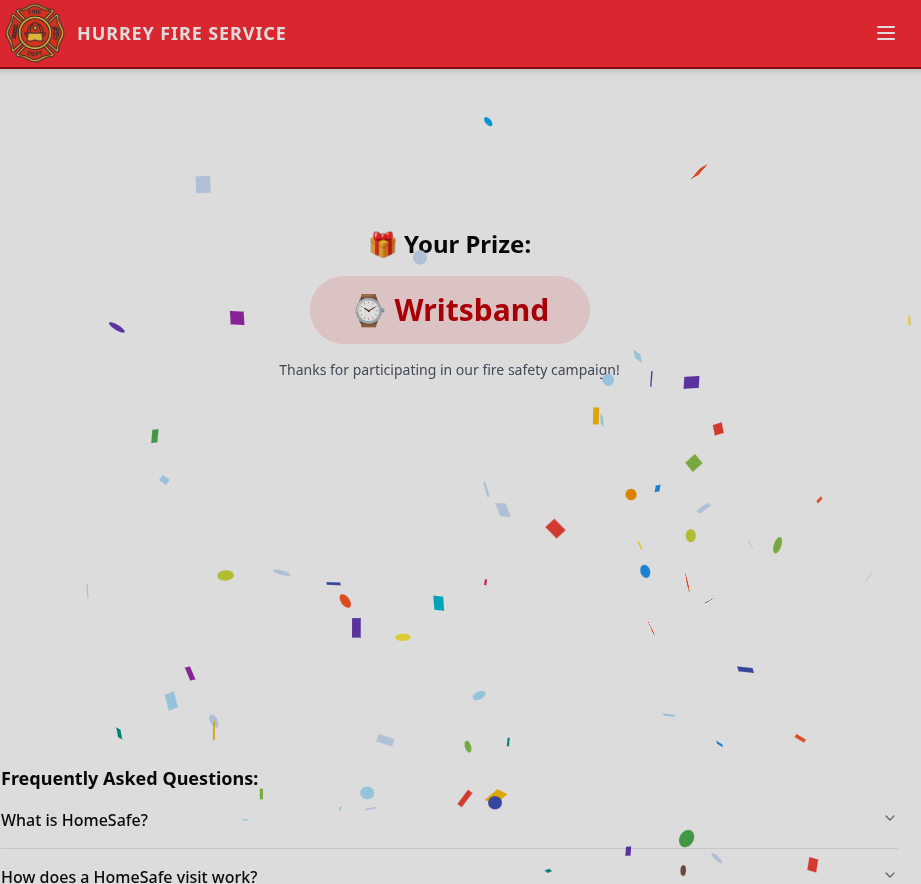 FIRE
DEPT
HURREY FIRE SERVICE
🎁 Your Prize:
⌚ Writsband
Thanks for participating in our fire safety campaign!
Frequently Asked Questions:
What is HomeSafe?
How does a HomeSafe visit work?